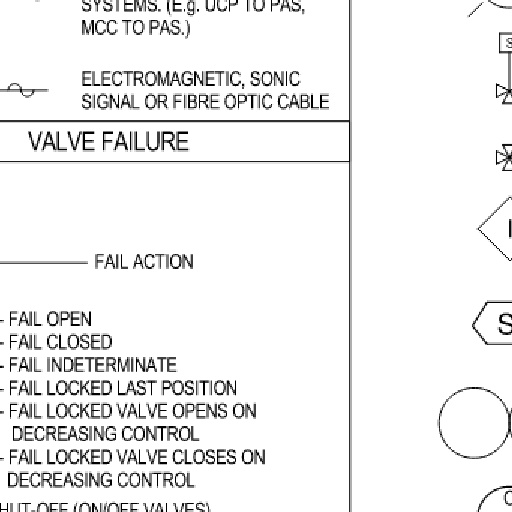 SYSTEMS. (E.g. UCP TO PAS,
MCC TO PAS.)
ELECTROMAGNETIC, SONIC
SIGNAL OR FIBRE OPTIC CABLE
VALVE FAILURE
FAIL ACTION
- FAIL OPEN
- FAIL CLOSED
- FAIL INDETERMINATE
- FAIL LOCKED LAST POSITION
- FAIL LOCKED VALVE OPENS ON
DECREASING CONTROL
- FAIL LOCKED VALVE CLOSES ON
DECREASING CONTROL
HUT-OFF (ON/OFF VALVES)
S
S